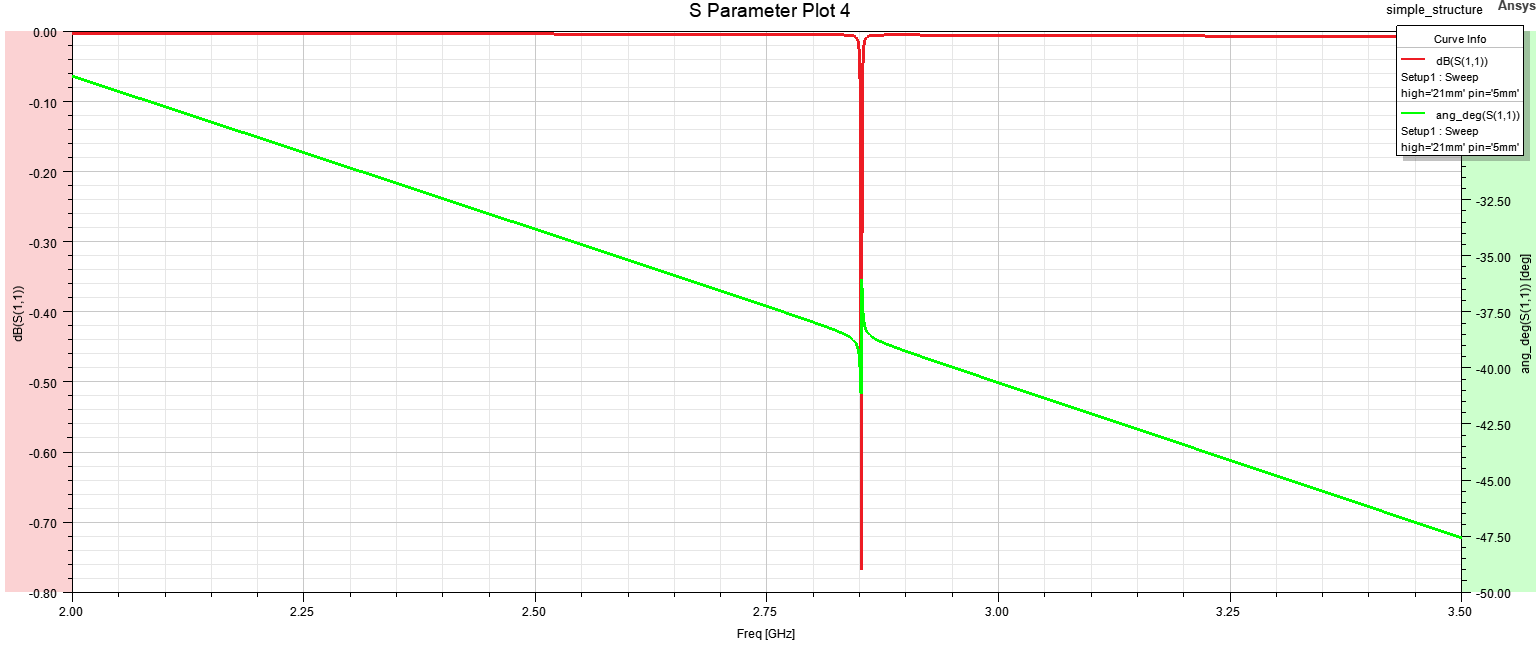 S Parameter Plot 4
simple_structure
Ansys
Curve Info
dB(S(1,1))
Setup1 : Sweep
high='21mm' pin='5mm'
ang_deg(S(1,1))
Setup1 : Sweep
high='21mm' pin='5mm'
0.00
-0.10
-0.20
-0.30
-0.40
-0.50
-0.60
-0.70
-0.80
dB(S(1,1))
-32.50
-35.00
-37.50
-40.00
-42.50
-45.00
-47.50
-50.00
ang_deg(S(1,1)) [deg]
2.00
2.25
2.50
2.75
3.00
3.25
3.50
Freq [GHz]